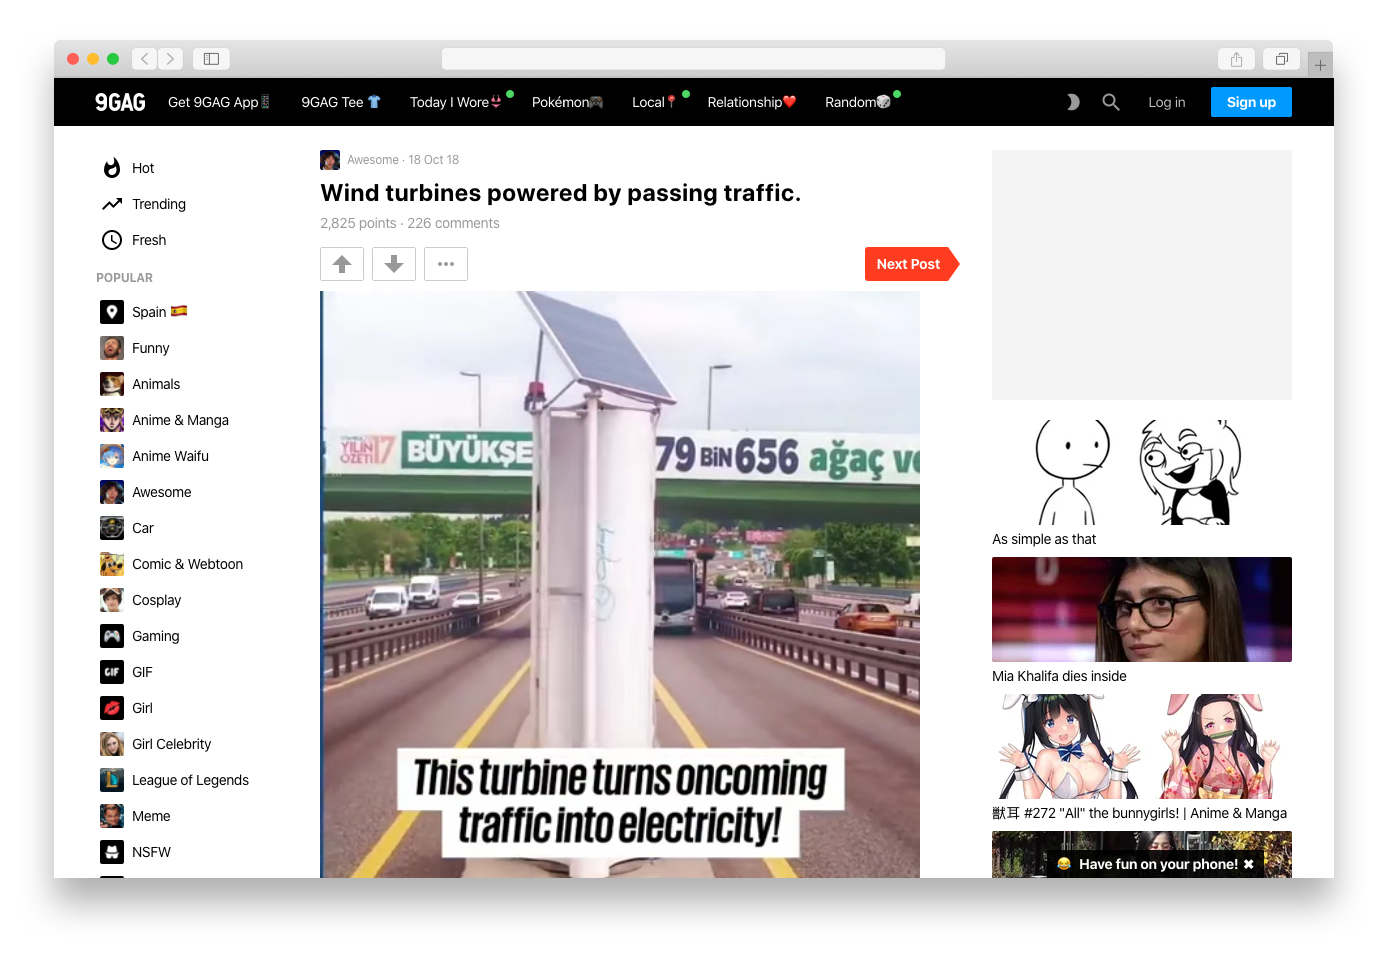 9GAG Get 9GAG App 9GAG Tee Today I Wore Pokémon Local Relationship Random Log in Sign up
Hot
Trending
Fresh
POPULAR
Spain
Funny
Animals
Anime & Manga
Anime Waifu
Awesome
Car
Comic & Webtoon
Cosplay
Gaming
GIF
GIF
Girl
Girl Celebrity
League of Legends
Meme
NSFW
Awesome · 18 Oct 18
Wind turbines powered by passing traffic.
2,825 points · 226 comments
Next Post
YILIN
ÖZETİ 17
BÜYÜKŞE
79 BİN 656 ağaç ve
This turbine turns oncoming
traffic into electricity!
As simple as that
Mia Khalifa dies inside
獣耳 #272 "All" the bunnygirls! | Anime & Manga
Have fun on your phone! ✖